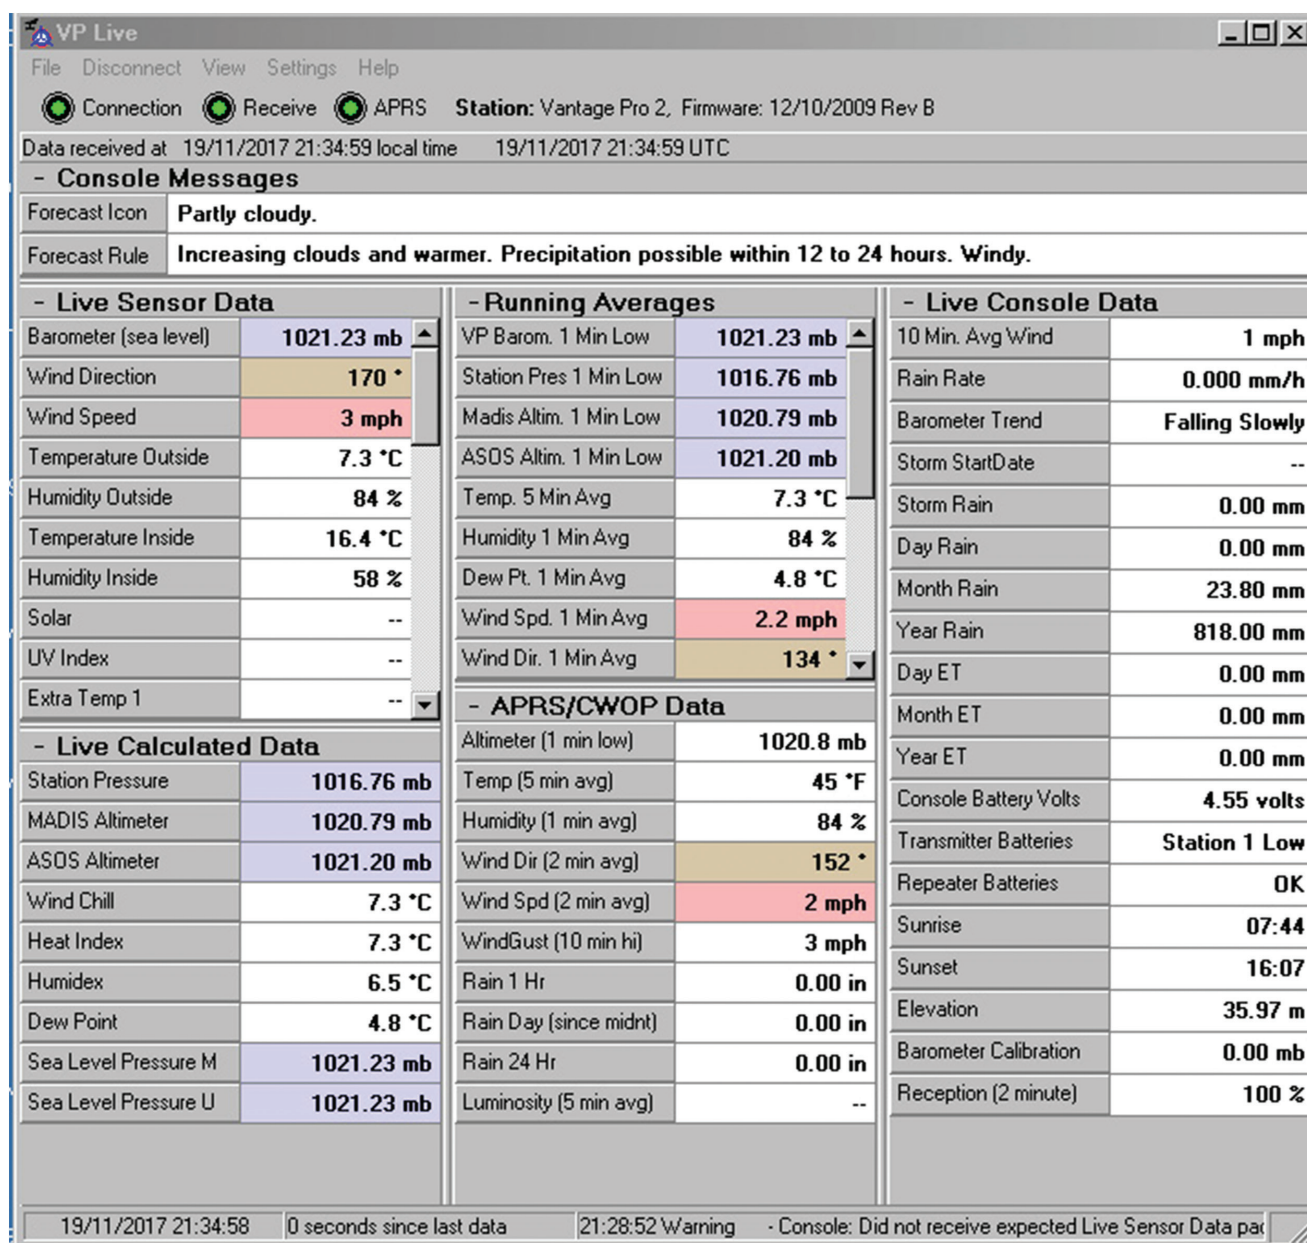 VP Live
File Disconnect View Settings Help
Connection Receive APRS Station: Vantage Pro 2, Firmware: 12/10/2009 Rev B
Data received at 19/11/2017 21:34:59 local time 19/11/2017 21:34:59 UTC
- Console Messages
Forecast Icon Partly cloudy.
Forecast Rule Increasing clouds and warmer. Precipitation possible within 12 to 24 hours. Windy.
- Live Sensor Data
Barometer (sea level) 1021.23 mb
Wind Direction 170 °
Wind Speed 3 mph
Temperature Outside 7.3 °C
Humidity Outside 84 %
Temperature Inside 16.4 °C
Humidity Inside 58 %
Solar --
UV Index --
Extra Temp 1 --
- Live Calculated Data
Station Pressure 1016.76 mb
MADIS Altimeter 1020.79 mb
ASOS Altimeter 1021.20 mb
Wind Chill 7.3 °C
Heat Index 7.3 °C
Humidex 6.5 °C
Dew Point 4.8 °C
Sea Level Pressure M 1021.23 mb
Sea Level Pressure U 1021.23 mb
- Running Averages
VP Barom. 1 Min Low 1021.23 mb
Station Pres 1 Min Low 1016.76 mb
Madis Altim. 1 Min Low 1020.79 mb
ASOS Altim. 1 Min Low 1021.20 mb
Temp. 5 Min Avg 7.3 °C
Humidity 1 Min Avg 84 %
Dew Pt. 1 Min Avg 4.8 °C
Wind Spd. 1 Min Avg 2.2 mph
Wind Dir. 1 Min Avg 134 °
- APRS/CWOP Data
Altimeter (1 min low) 1020.8 mb
Temp (5 min avg) 45 °F
Humidity (1 min avg) 84 %
Wind Dir (2 min avg) 152 °
Wind Spd (2 min avg) 2 mph
WindGust (10 min hi) 3 mph
Rain 1 Hr 0.00 in
Rain Day (since midnt) 0.00 in
Rain 24 Hr 0.00 in
Luminosity (5 min avg) --
- Live Console Data
10 Min. Avg Wind 1 mph
Rain Rate 0.000 mm/h
Barometer Trend Falling Slowly
Storm StartDate --
Storm Rain 0.00 mm
Day Rain 0.00 mm
Month Rain 23.80 mm
Year Rain 818.00 mm
Day ET 0.00 mm
Month ET 0.00 mm
Year ET 0.00 mm
Console Battery Volts 4.55 volts
Transmitter Batteries Station 1 Low
Repeater Batteries OK
Sunrise 07:44
Sunset 16:07
Elevation 35.97 m
Barometer Calibration 0.00 mb
Reception (2 minute) 100 %
19/11/2017 21:34:58 0 seconds since last data 21:28:52 Warning - Console: Did not receive expected Live Sensor Data pac